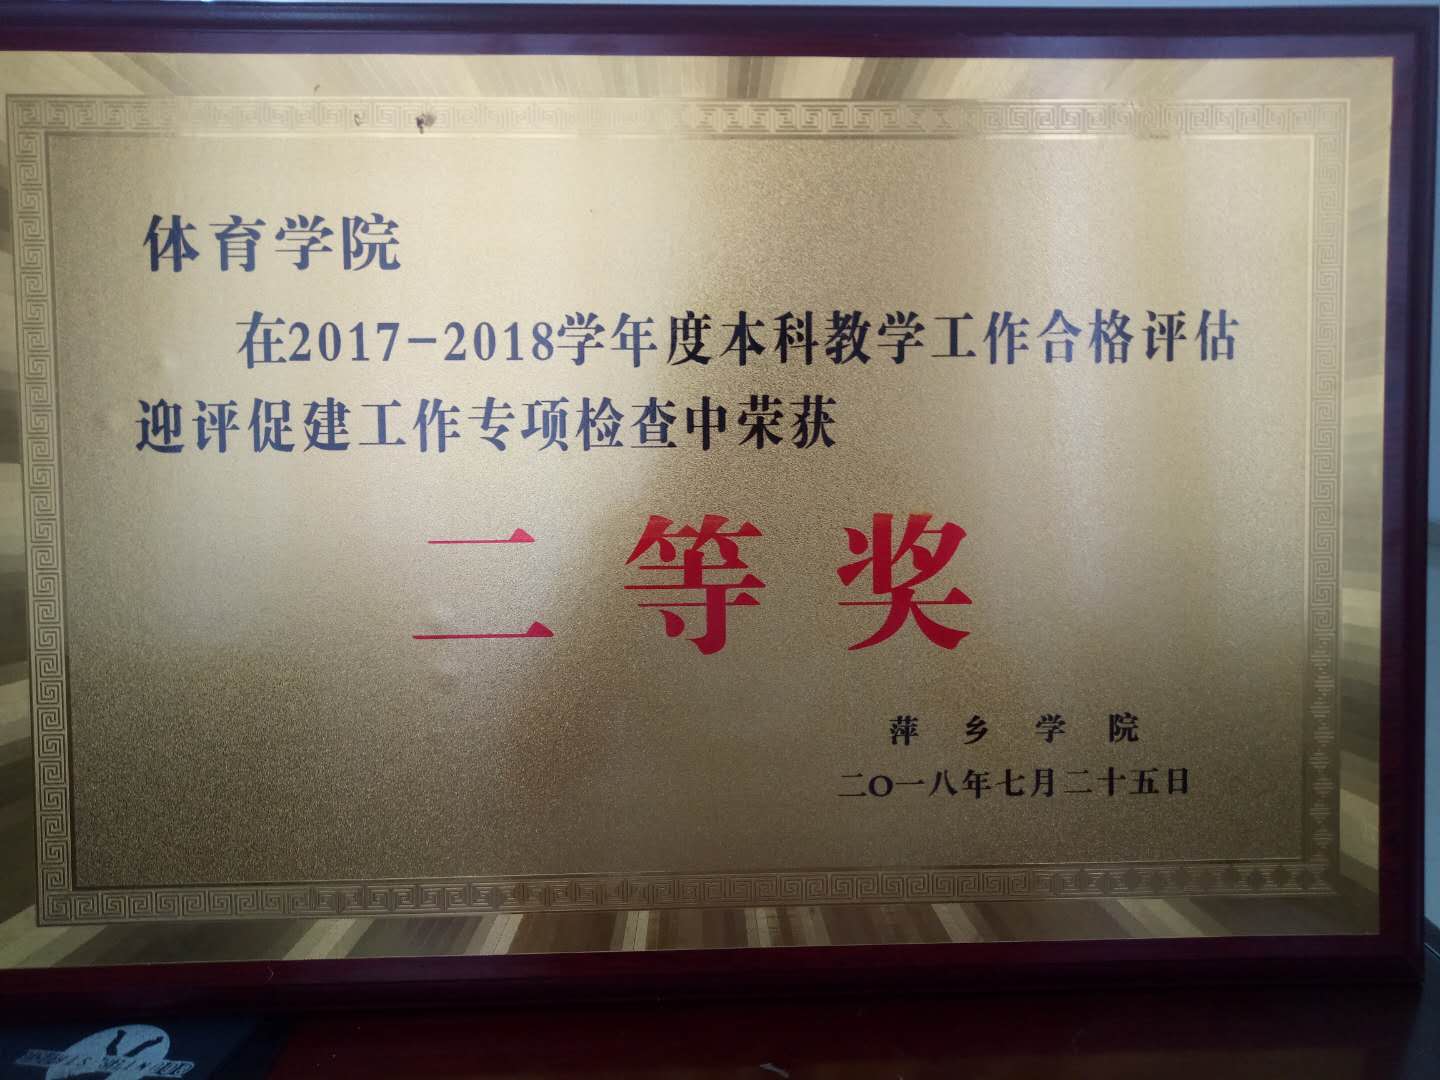 体育学院
在2017-2018学年度本科教学工作合格评估
迎评促建工作专项检查中荣获
二等奖
萍乡学院
二〇一八年七月二十五日